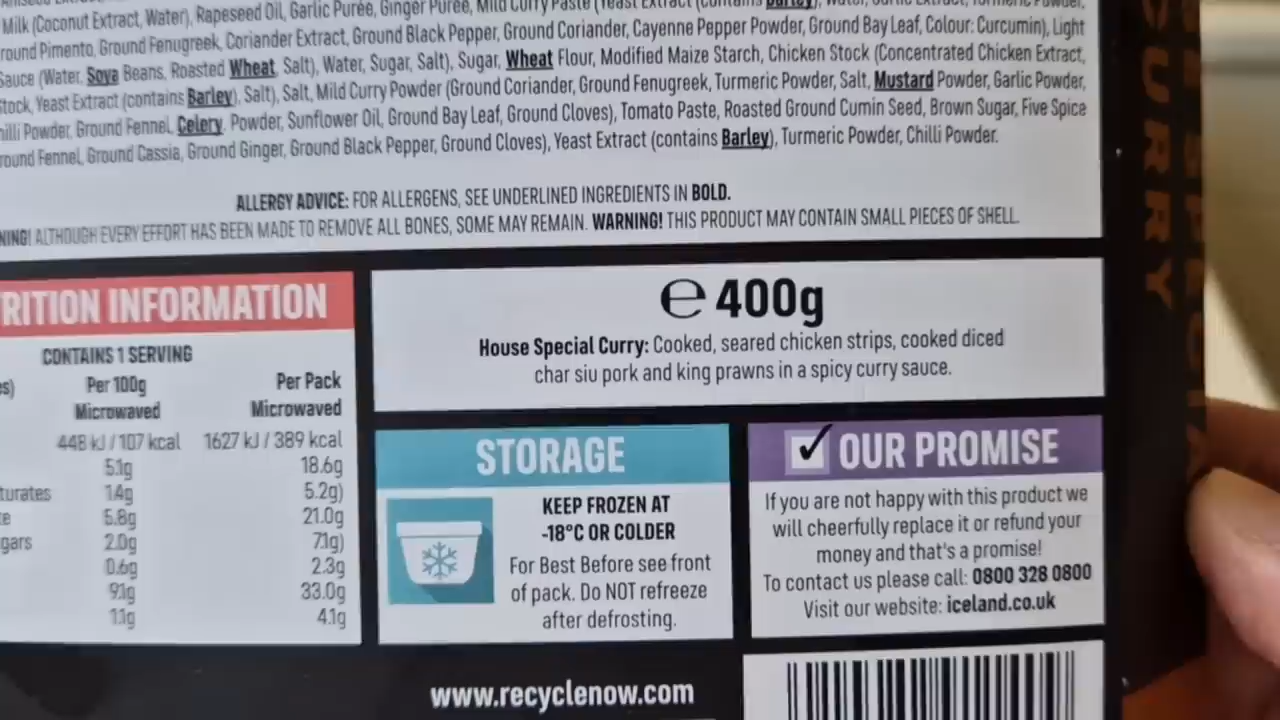 Milk (Coconut Extract, Water), Rapeseed Oil, Garlic Purée, Ginger Purée, Mild Curry Paste (Yeast Extract (contains Barley), Water,
round Pimento, Ground Fenugreek, Coriander Extract, Ground Black Pepper, Ground Coriander, Cayenne Pepper Powder, Ground Bay Leaf, Colour: Curcumin), Light
Sauce (Water, Soya Beans, Roasted Wheat, Salt), Water, Sugar, Salt), Sugar, Wheat Flour, Modified Maize Starch, Chicken Stock (Concentrated Chicken Extract,
Stock, Yeast Extract (contains Barley), Salt), Salt, Mild Curry Powder (Ground Coriander, Ground Fenugreek, Turmeric Powder, Salt, Mustard Powder, Garlic Powder,
hilli Powder, Ground Fennel, Celery, Powder, Sunflower Oil, Ground Bay Leaf, Ground Cloves), Tomato Paste, Roasted Ground Cumin Seed, Brown Sugar, Five Spice
round Fennel, Ground Cassia, Ground Ginger, Ground Black Pepper, Ground Cloves), Yeast Extract (contains Barley), Turmeric Powder, Chilli Powder.
ALLERGY ADVICE: FOR ALLERGENS, SEE UNDERLINED INGREDIENTS IN BOLD.
NING! ALTHOUGH EVERY EFFORT HAS BEEN MADE TO REMOVE ALL BONES, SOME MAY REMAIN. WARNING! THIS PRODUCT MAY CONTAIN SMALL PIECES OF SHELL.
RITION INFORMATION
CONTAINS 1 SERVING
es) Per 100g Per Pack
Microwaved Microwaved
448 kJ / 107 kcal 1627 kJ / 389 kcal
5.1g 18.6g
turates 1.4g 5.2g)
e 5.8g 21.0g
gars 2.0g 7.1g)
0.6g 2.3g
9.1g 33.0g
1.1g 4.1g
e 400g
House Special Curry: Cooked, seared chicken strips, cooked diced
char siu pork and king prawns in a spicy curry sauce.
STORAGE
KEEP FROZEN AT
-18°C OR COLDER
For Best Before see front
of pack. Do NOT refreeze
after defrosting.
OUR PROMISE
If you are not happy with this product we
will cheerfully replace it or refund your
money and that's a promise!
To contact us please call: 0800 328 0800
Visit our website: iceland.co.uk
www.recyclenow.com
CURRY